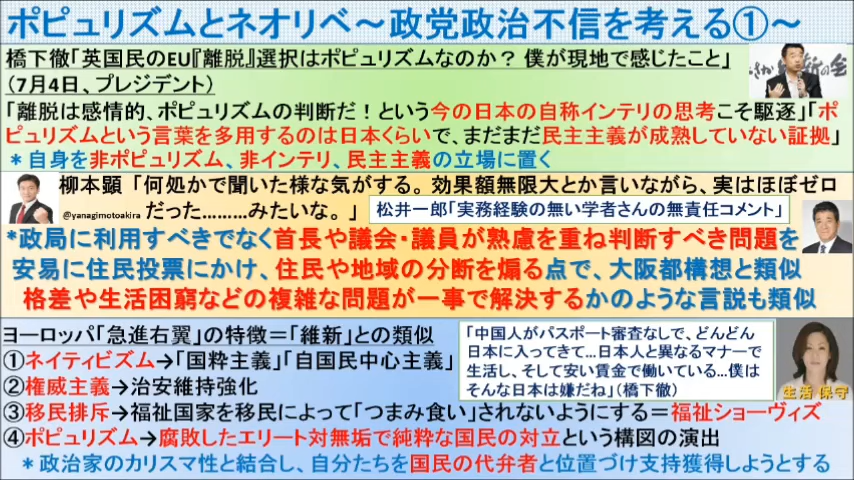 ポピュリズムとネオリベ～政党政治不信を考える①～
橋下徹「英国民のEU『離脱』選択はポピュリズムなのか？ 僕が現地で感じたこと」
（7月4日、プレジデント）
「離脱は感情的、ポピュリズムの判断だ！という今の日本の自称インテリの思考こそ駆逐」「ポ
ピュリズムという言葉を多用するのは日本くらいで、まだまだ民主主義が成熟していない証拠」
＊自身を非ポピュリズム、非インテリ、民主主義の立場に置く
柳本顕 「何処かで聞いた様な気がする。効果額無限大とか言いながら、実はほぼゼロ
@yanagimotoakira
だった………みたいな。」
松井一郎「実務経験の無い学者さんの無責任コメント」
*政局に利用すべきでなく首長や議会・議員が熟慮を重ね判断すべき問題を
安易に住民投票にかけ、住民や地域の分断を煽る点で、大阪都構想と類似
格差や生活困窮などの複雑な問題が一事で解決するかのような言説も類似
ヨーロッパ「急進右翼」の特徴＝「維新」との類似
①ネイティビズム→「国粋主義」「自国民中心主義」
②権威主義→治安維持強化
③移民排斥→福祉国家を移民によって「つまみ食い」されないようにする＝福祉ショーヴィズ
④ポピュリズム→腐敗したエリート対無垢で純粋な国民の対立という構図の演出
＊政治家のカリスマ性と結合し、自分たちを国民の代弁者と位置づけ支持獲得しようとする
「中国人がパスポート審査なしで、どんどん
日本に入ってきて…日本人と異なるマナーで
生活し、そして安い賃金で働いている…僕は
そんな日本は嫌だね」（橋下徹）
生活 保守